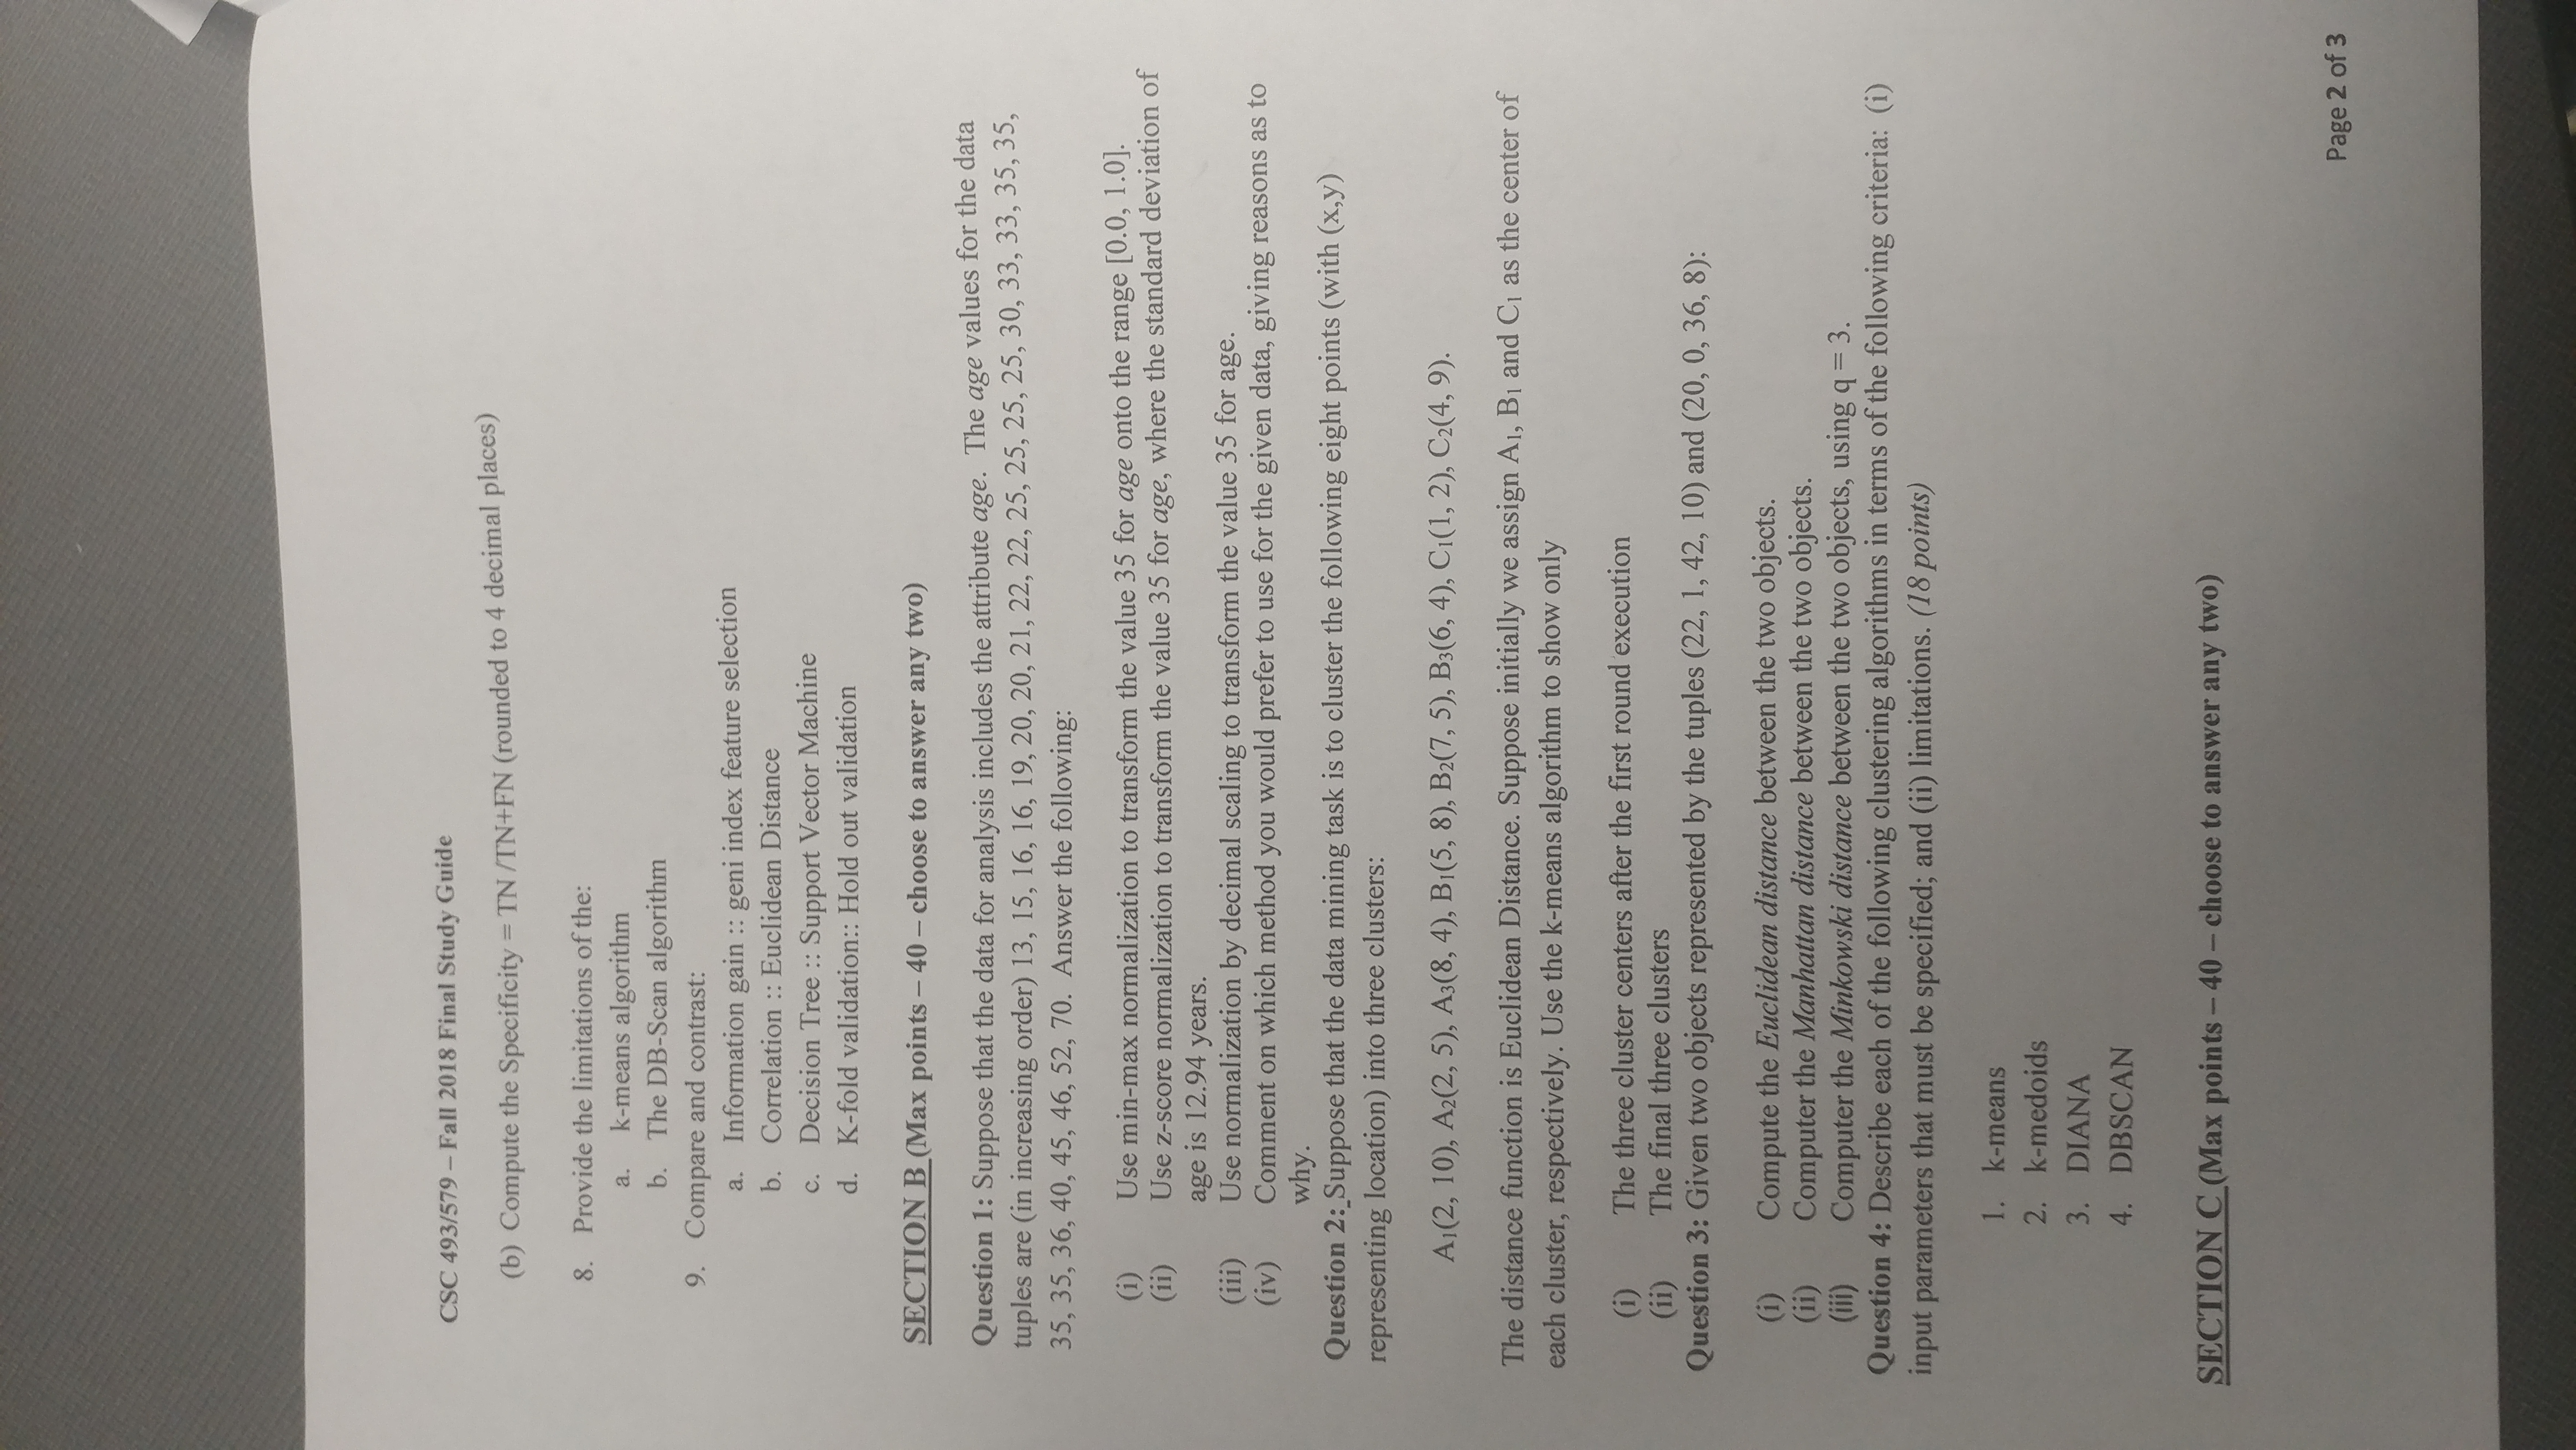 CSC 493/579 – Fall 2018 Final Study Guide
(b) Compute the Specificity = TN /TN+FN (rounded to 4 decimal places)
8. Provide the limitations of the:
a. k-means algorithm
b. The DB-Scan algorithm
9. Compare and contrast:
a. Information gain :: geni index feature selection
b. Correlation :: Euclidean Distance
c. Decision Tree :: Support Vector Machine
d. K-fold validation:: Hold out validation
SECTION B (Max points – 40 – choose to answer any two)
Question 1: Suppose that the data for analysis includes the attribute age. The age values for the data
tuples are (in increasing order) 13, 15, 16, 16, 19, 20, 20, 21, 22, 22, 25, 25, 25, 25, 30, 33, 33, 35, 35,
35, 35, 36, 40, 45, 46, 52, 70. Answer the following:
(i) Use min-max normalization to transform the value 35 for age onto the range [0.0, 1.0].
(ii) Use z-score normalization to transform the value 35 for age, where the standard deviation of
age is 12.94 years.
(iii) Use normalization by decimal scaling to transform the value 35 for age.
(iv) Comment on which method you would prefer to use for the given data, giving reasons as to
why.
Question 2: Suppose that the data mining task is to cluster the following eight points (with (x,y)
representing location) into three clusters:
A₁(2, 10), A₂(2, 5), A₃(8, 4), B₁(5, 8), B₂(7, 5), B₃(6, 4), C₁(1, 2), C₂(4, 9).
The distance function is Euclidean Distance. Suppose initially we assign A₁, B₁ and C₁ as the center of
each cluster, respectively. Use the k-means algorithm to show only
(i) The three cluster centers after the first round execution
(ii) The final three clusters
Question 3: Given two objects represented by the tuples (22, 1, 42, 10) and (20, 0, 36, 8):
(i) Compute the Euclidean distance between the two objects.
(ii) Computer the Manhattan distance between the two objects.
(iii) Computer the Minkowski distance between the two objects, using q = 3.
Question 4: Describe each of the following clustering algorithms in terms of the following criteria: (i)
input parameters that must be specified; and (ii) limitations. (18 points)
1. k-means
2. k-medoids
3. DIANA
4. DBSCAN
SECTION C (Max points – 40 – choose to answer any two)
Page 2 of 3